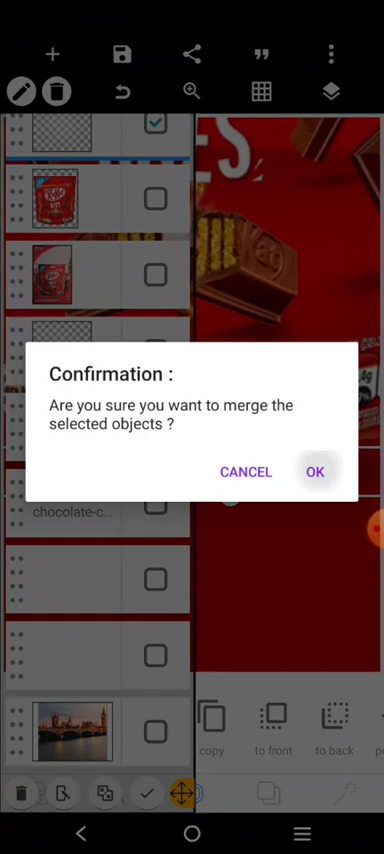 ES
Confirmation :
Are you sure you want to merge the
selected objects ?
CANCEL
OK
chocolate-c...
copy
to front
to back